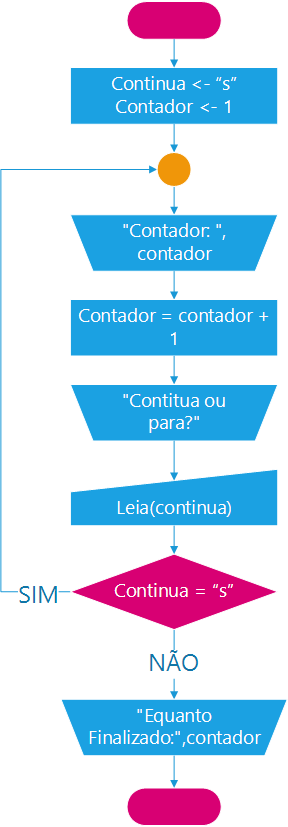 Continua <- “s”
Contador <- 1
"Contador: ",
contador
Contador = contador +
1
"Contitua ou
para?"
Leia(continua)
Continua = “s”
SIM
NÃO
"Equanto
Finalizado:",contador